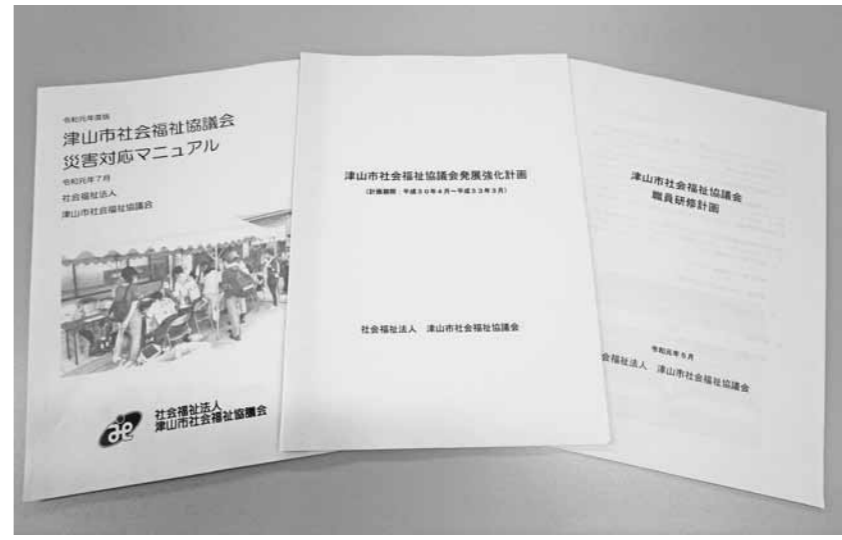 令和元年度版
津山市社会福祉協議会
災害対応マニュアル
令和元年7月
社会福祉法人
津山市社会福祉協議会
社会福祉法人
津山市社会福祉協議会
津山市社会福祉協議会発展強化計画
(計画期間:平成30年4月~平成33年3月)
社会福祉法人 津山市社会福祉協議会
津山市社会福祉協議会
職員研修計画
令和元年5月
会福祉法人 津山市社会福祉協議会